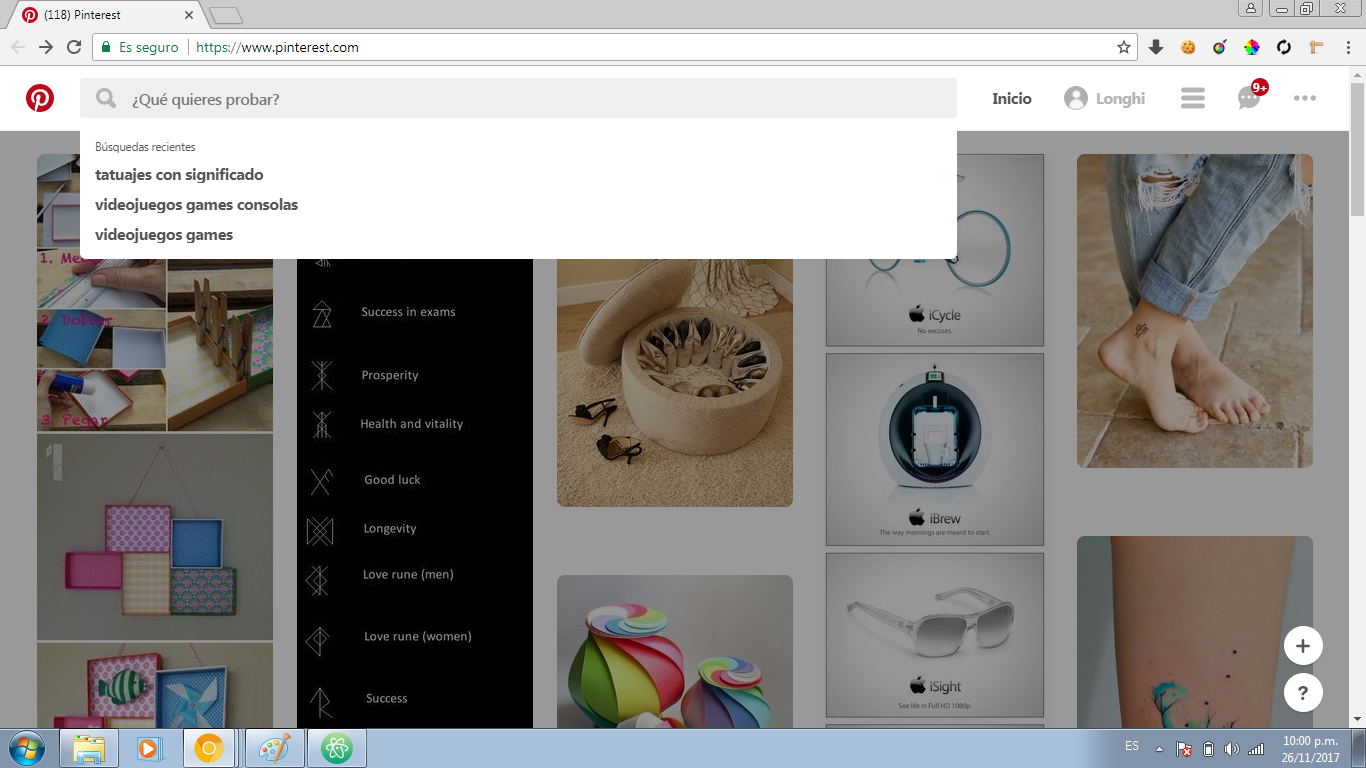 (118) Pinterest
Es seguro
https://www.pinterest.com
¿Qué quieres probar?
Inicio
Longhi
9+
Búsquedas recientes
tatuajes con significado
videojuegos games consolas
videojuegos games
2. Doblar
3. Pegar
Success in exams
Prosperity
Health and vitality
Good luck
Longevity
Love rune (men)
Love rune (women)
Success
iCycle
No excuses.
iBrew
The way mornings are meant to start.
iSight
See life in Full HD 1080p.
+
?
ES
10:00 p.m.
26/11/2017